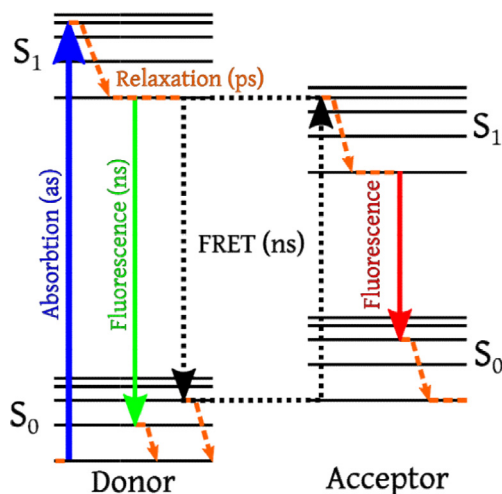 S1
Relaxation (ps)
S1
Absorbtion (as)
Fluorescence (ns)
FRET (ns)
Fluorescence
S0
S0
Donor
Acceptor